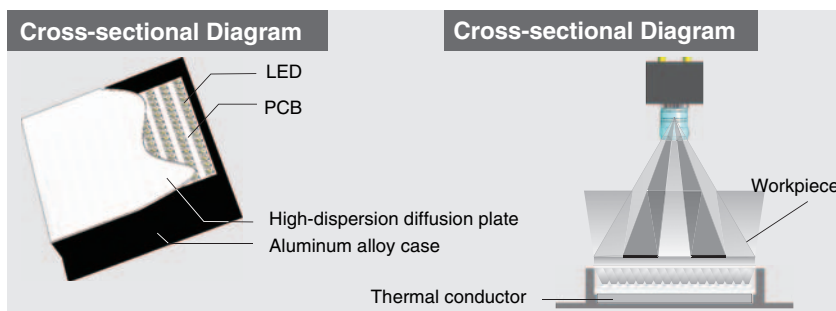 Cross-sectional Diagram
LED
PCB
High-dispersion diffusion plate
Aluminum alloy case
Cross-sectional Diagram
Workpiece
Thermal conductor